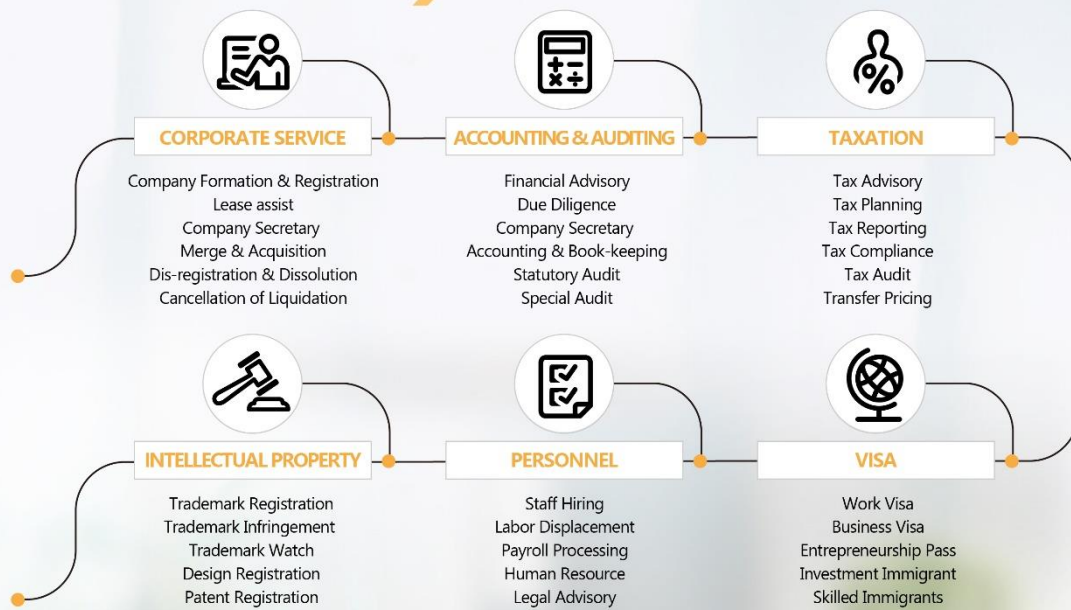 CORPORATE SERVICE
Company Formation & Registration
Lease assist
Company Secretary
Merge & Acquisition
Dis-registration & Dissolution
Cancellation of Liquidation
ACCOUNTING & AUDITING
Financial Advisory
Due Diligence
Company Secretary
Accounting & Book-keeping
Statutory Audit
Special Audit
TAXATION
Tax Advisory
Tax Planning
Tax Reporting
Tax Compliance
Tax Audit
Transfer Pricing
INTELLECTUAL PROPERTY
Trademark Registration
Trademark Infringement
Trademark Watch
Design Registration
Patent Registration
PERSONNEL
Staff Hiring
Labor Displacement
Payroll Processing
Human Resource
Legal Advisory
VISA
Work Visa
Business Visa
Entrepreneurship Pass
Investment Immigrant
Skilled Immigrants